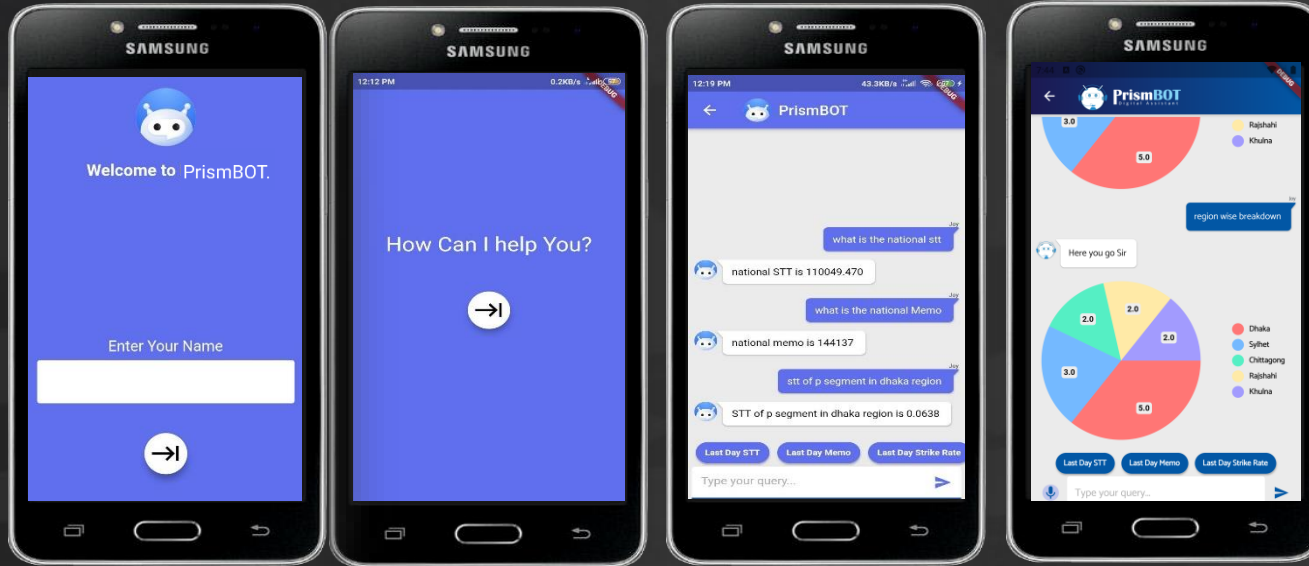 SAMSUNG
Welcome to PrismBOT.
Enter Your Name
SAMSUNG
12:12 PM
0.2KB/s
DEBUG
How Can I help You?
SAMSUNG
12:19 PM
43.3KB/s
DEBUG
PrismBOT
Joy
what is the national stt
national STT is 110049.470
Joy
what is the national Memo
national memo is 144137
Joy
stt of p segment in dhaka region
STT of p segment in dhaka region is 0.0638
Last Day STT
Last Day Memo
Last Day Strike Rate
Type your query...
SAMSUNG
DEBUG
PrismBOT
Digital Assistant
3.0
5.0
Rajshahi
Khulna
region wise breakdown
Here you go Sir
2.0
2.0
2.0
3.0
5.0
Dhaka
Sylhet
Chittagong
Rajshahi
Khulna
Last Day STT
Last Day Memo
Last Day Strike Rate
Type your query...